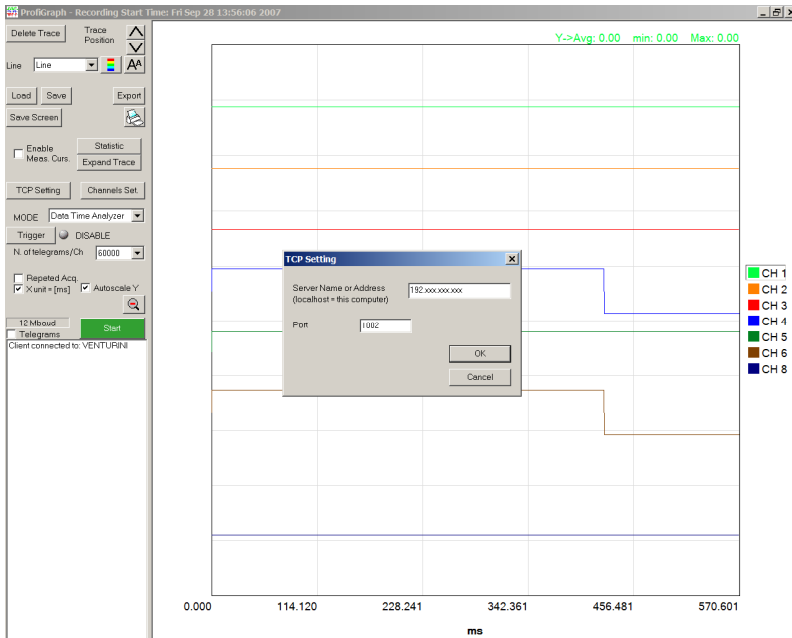 ProfiGraph - Recording Start Time: Fri Sep 28 13:56:06 2007
Delete Trace
Trace Position
Line
Line
AA
Load
Save
Export
Save Screen
Enable
Meas. Curs.
Statistic
Expand Trace
TCP Setting
Channels Set.
MODE
Data Time Analyzer
Trigger
DISABLE
N. of telegrams/Ch
60000
Repeted Acq.
X unit = [ms]
Autoscale Y
12 Mbaud
Telegrams
Start
Client connected to: VENTURINI
Y->Avg: 0.00 min: 0.00 Max: 0.00
TCP Setting
Server Name or Address
(localhost = this computer)
192.xxx.xxx.xxx
Port
1002
OK
Cancel
CH 1
CH 2
CH 3
CH 4
CH 5
CH 6
CH 8
0.000 114.120 228.241 342.361 456.481 570.601
ms